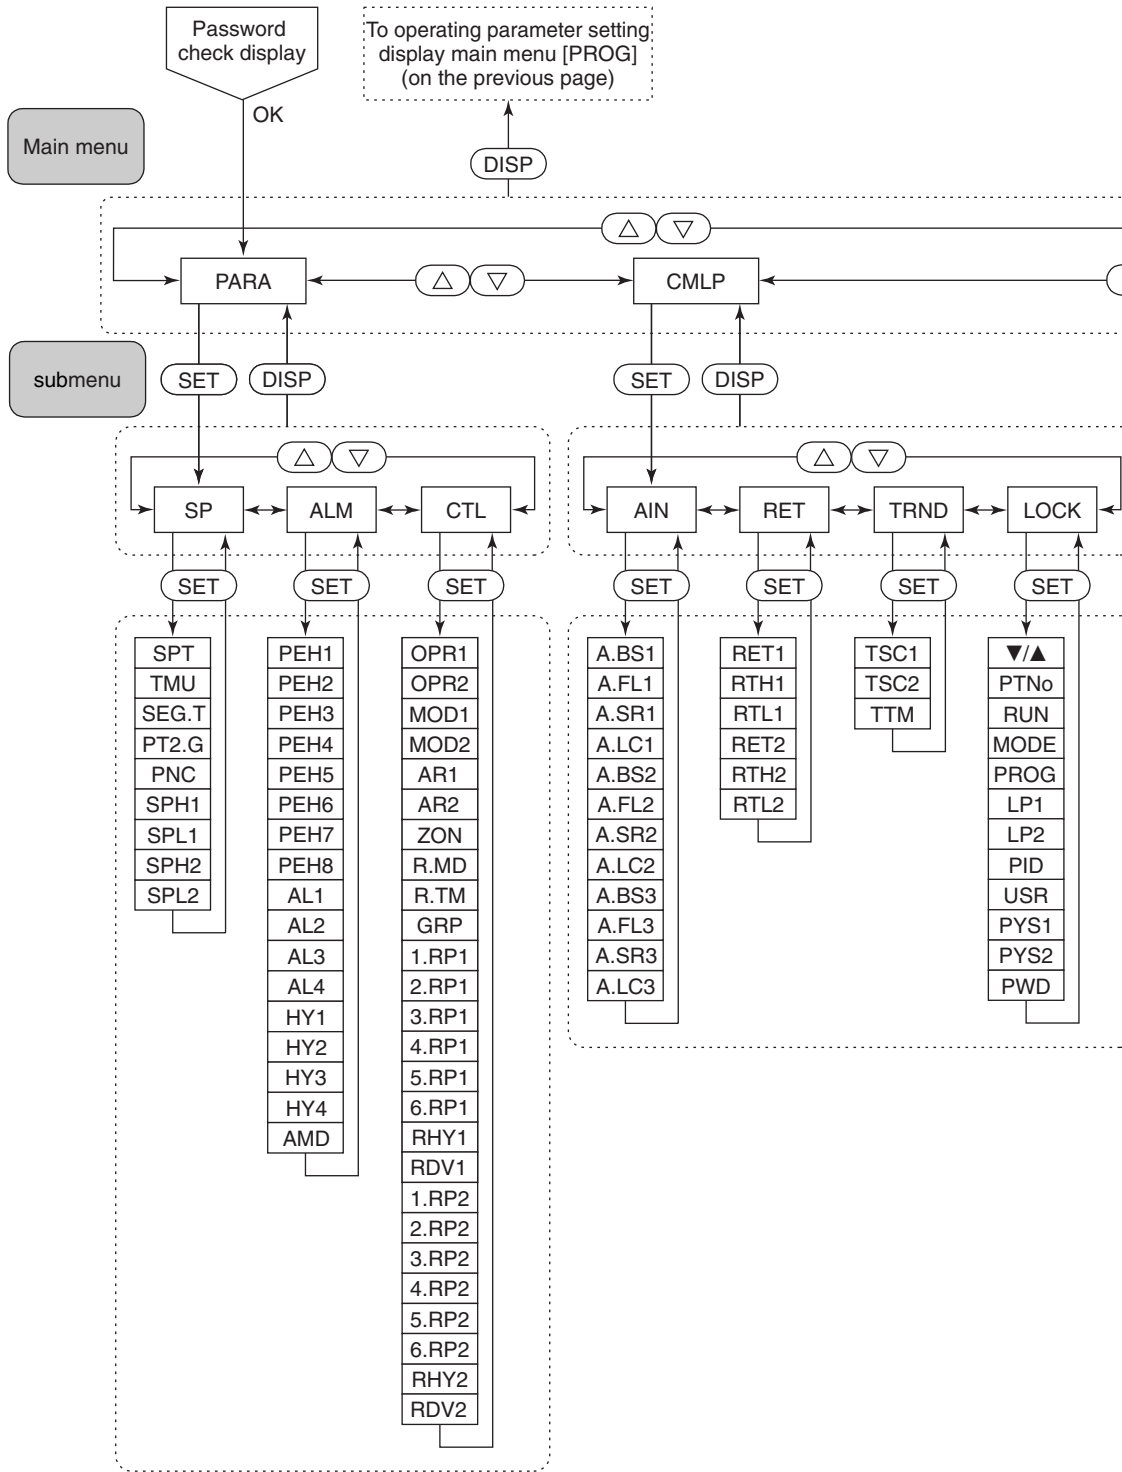 Password
check display
To operating parameter setting
display main menu [PROG]
(on the previous page)
OK
Main menu
DISP
△ ▽
PARA
△ ▽
CMLP
submenu
SET
DISP
SET
DISP
△ ▽
△ ▽
SP
ALM
CTL
AIN
RET
TRND
LOCK
SET
SET
SET
SET
SET
SET
SET
SPT
TMU
SEG.T
PT2.G
PNC
SPH1
SPL1
SPH2
SPL2
PEH1
PEH2
PEH3
PEH4
PEH5
PEH6
PEH7
PEH8
AL1
AL2
AL3
AL4
HY1
HY2
HY3
HY4
AMD
OPR1
OPR2
MOD1
MOD2
AR1
AR2
ZON
R.MD
R.TM
GRP
1.RP1
2.RP1
3.RP1
4.RP1
5.RP1
6.RP1
RHY1
RDV1
1.RP2
2.RP2
3.RP2
4.RP2
5.RP2
6.RP2
RHY2
RDV2
A.BS1
A.FL1
A.SR1
A.LC1
A.BS2
A.FL2
A.SR2
A.LC2
A.BS3
A.FL3
A.SR3
A.LC3
RET1
RTH1
RTL1
RET2
RTH2
RTL2
TSC1
TSC2
TTM
▼/▲
PTNo
RUN
MODE
PROG
LP1
LP2
PID
USR
PYS1
PYS2
PWD